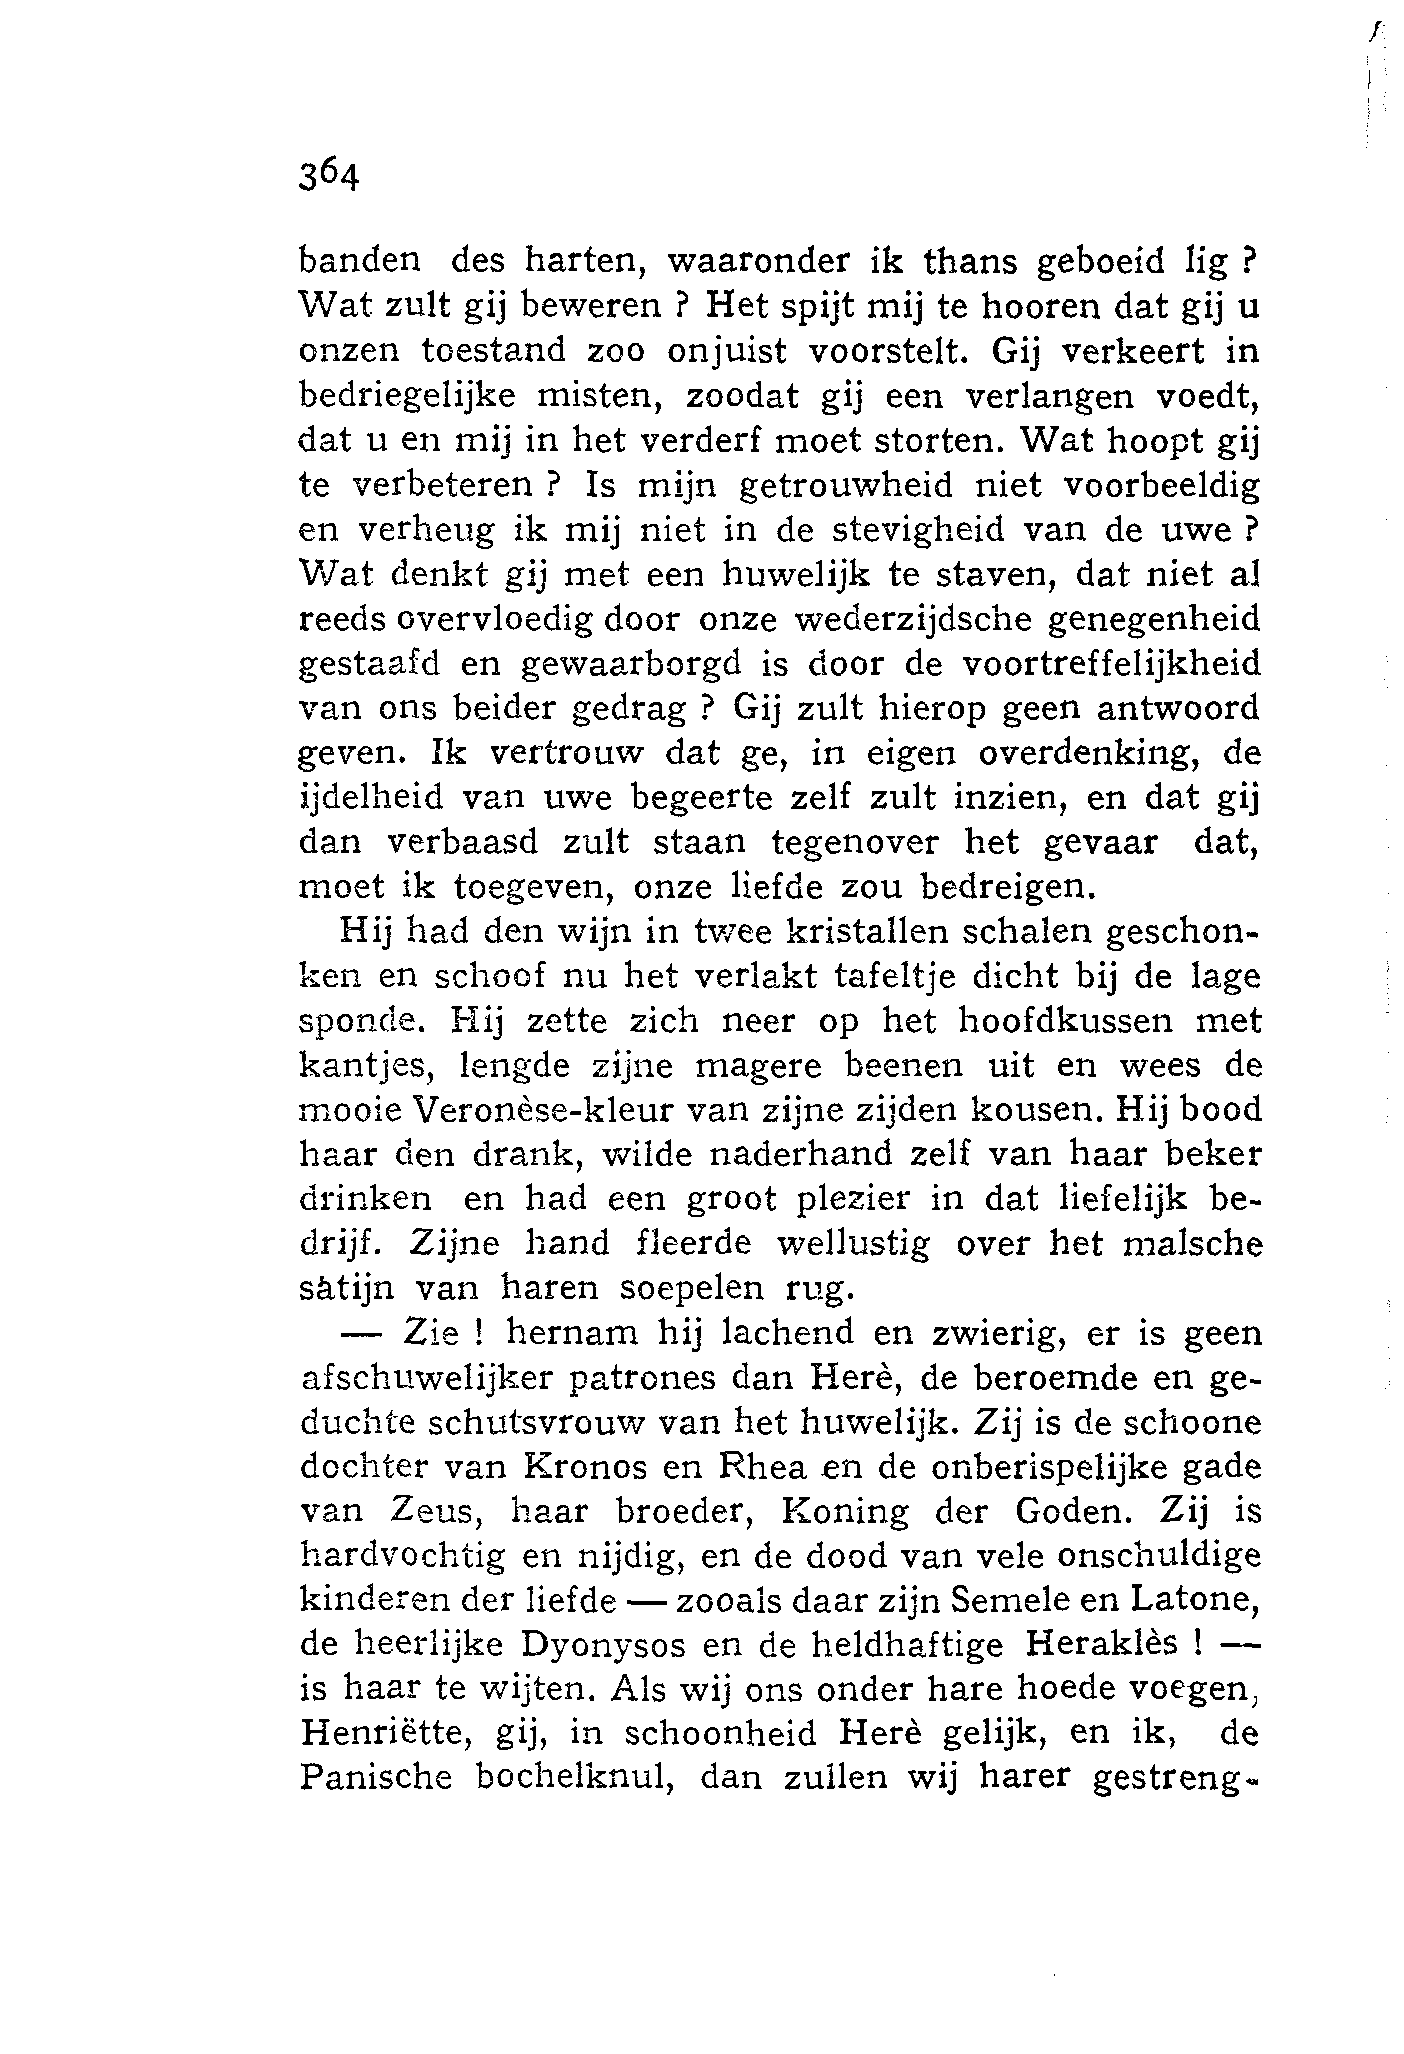 364
banden des harten, waaronder ik thans geboeid lig ?
Wat zult gij beweren ? Het spijt mij te hooren dat gij u
onzen toestand zoo onjuist voorstelt. Gij verkeert in
bedriegelijke misten, zoodat gij een verlangen voedt,
dat u en mij in het verderf moet storten. Wat hoopt gij
te verbeteren ? Is mijn getrouwheid niet voorbeeldig
en verheug ik mij niet in de stevigheid van de uwe ?
Wat denkt gij met een huwelijk te staven, dat niet al
reeds overvloedig door onze wederzijdsche genegenheid
gestaafd en gewaarborgd is door de voortreffelijkheid
van ons beider gedrag ? Gij zult hierop geen antwoord
geven. Ik vertrouw dat ge, in eigen overdenking, de
ijdelheid van uwe begeerte zelf zult inzien, en dat gij
dan verbaasd zult staan tegenover het gevaar dat,
moet ik toegeven, onze liefde zou bedreigen.
Hij had den wijn in twee kristallen schalen geschon-
ken en schoof nu het verlakt tafeltje dicht bij de lage
sponde. Hij zette zich neer op het hoofdkussen met
kantjes, lengde zijne magere beenen uit en wees de
mooie Veronèse-kleur van zijne zijden kousen. Hij bood
haar den drank, wilde naderhand zelf van haar beker
drinken en had een groot plezier in dat liefelijk be-
drijf. Zijne hand fleerde wellustig over het malsche
sàtijn van haren soepelen rug.
— Zie ! hernam hij lachend en zwierig, er is geen
afschuwelijker patrones dan Herè, de beroemde en ge-
duchte schutsvrouw van het huwelijk. Zij is de schoone
dochter van Kronos en Rhea en de onberispelijke gade
van Zeus, haar broeder, Koning der Goden. Zij is
hardvochtig en nijdig, en de dood van vele onschuldige
kinderen der liefde — zooals daar zijn Semele en Latone,
de heerlijke Dyonysos en de heldhaftige Heraklès ! —
is haar te wijten. Als wij ons onder hare hoede voegen,
Henriëtte, gij, in schoonheid Herè gelijk, en ik, de
Panische bochelknul, dan zullen wij harer gestreng-